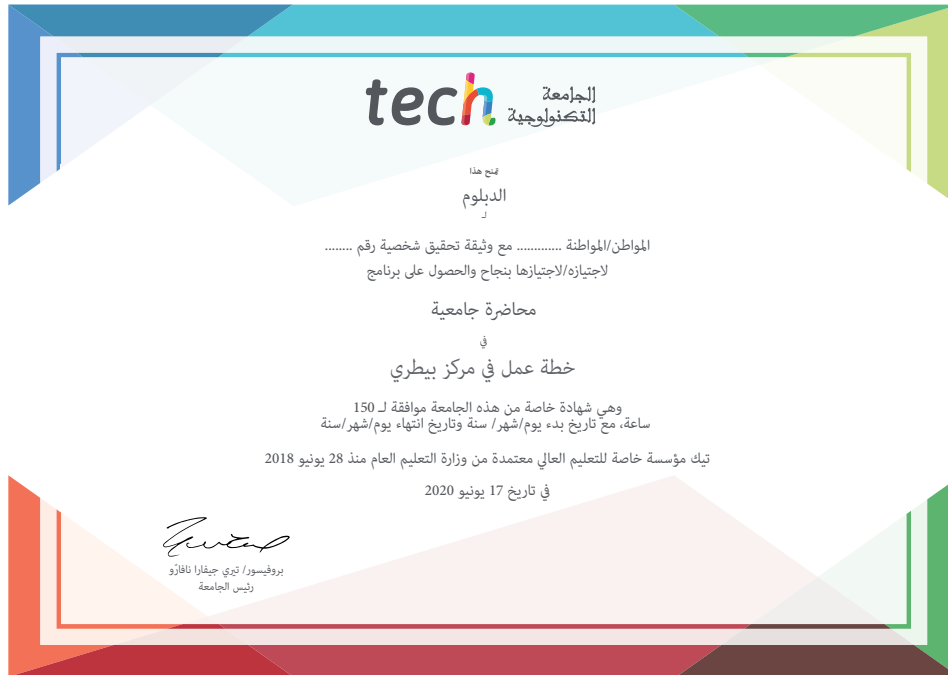 tech الجامعة
التكنولوجية
تمنح هذا
الدبلوم
لـ
المواطن/المواطنة ............. مع وثيقة تحقيق شخصية رقم ........
لاجتيازه/لاجتيازها بنجاح والحصول على برنامج
محاضرة جامعية
في
خطة عمل في مركز بيطري
وهي شهادة خاصة من هذه الجامعة موافقة لـ 150
ساعة، مع تاريخ بدء يوم/شهر/ سنة وتاريخ انتهاء يوم/شهر/سنة
تيك مؤسسة خاصة للتعليم العالي معتمدة من وزارة التعليم العام منذ 28 يونيو 2018
في تاريخ 17 يونيو 2020
بروفيسور/ تيري جيفارا نافارّو
رئيس الجامعة